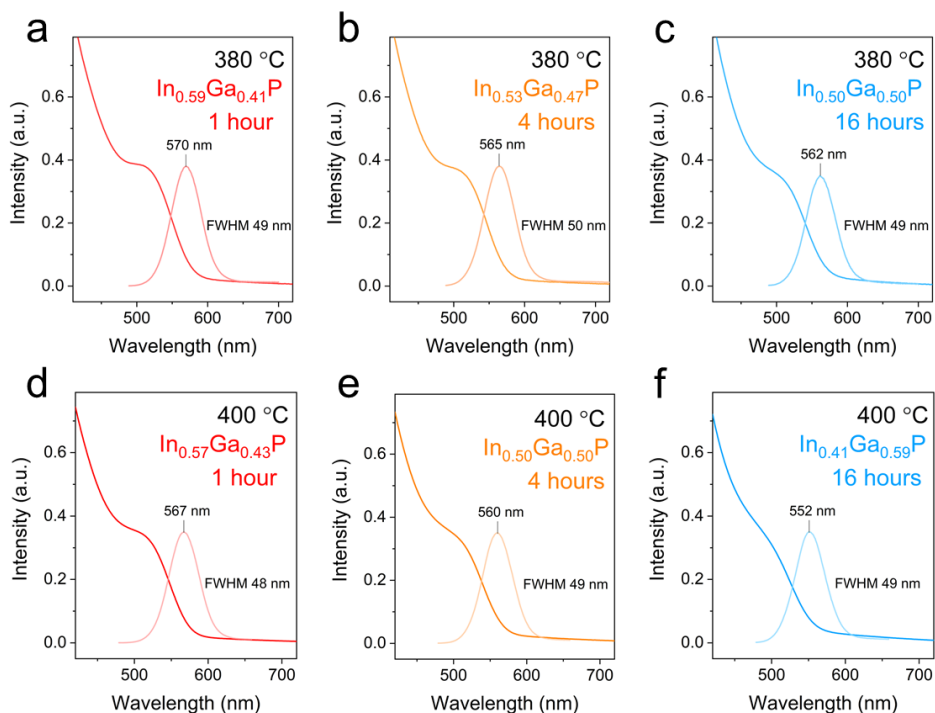 a
380 °C
In0.59Ga0.41P
1 hour
570 nm
FWHM 49 nm
Intensity (a.u.)
0.6
0.4
0.2
0.0
500 600 700
Wavelength (nm)
b
380 °C
In0.53Ga0.47P
4 hours
565 nm
FWHM 50 nm
Intensity (a.u.)
0.6
0.4
0.2
0.0
500 600 700
Wavelength (nm)
c
380 °C
In0.50Ga0.50P
16 hours
562 nm
FWHM 49 nm
Intensity (a.u.)
0.6
0.4
0.2
0.0
500 600 700
Wavelength (nm)
d
400 °C
In0.57Ga0.43P
1 hour
567 nm
FWHM 48 nm
Intensity (a.u.)
0.6
0.4
0.2
0.0
500 600 700
Wavelength (nm)
e
400 °C
In0.50Ga0.50P
4 hours
560 nm
FWHM 49 nm
Intensity (a.u.)
0.6
0.4
0.2
0.0
500 600 700
Wavelength (nm)
f
400 °C
In0.41Ga0.59P
16 hours
552 nm
FWHM 49 nm
Intensity (a.u.)
0.6
0.4
0.2
0.0
500 600 700
Wavelength (nm)